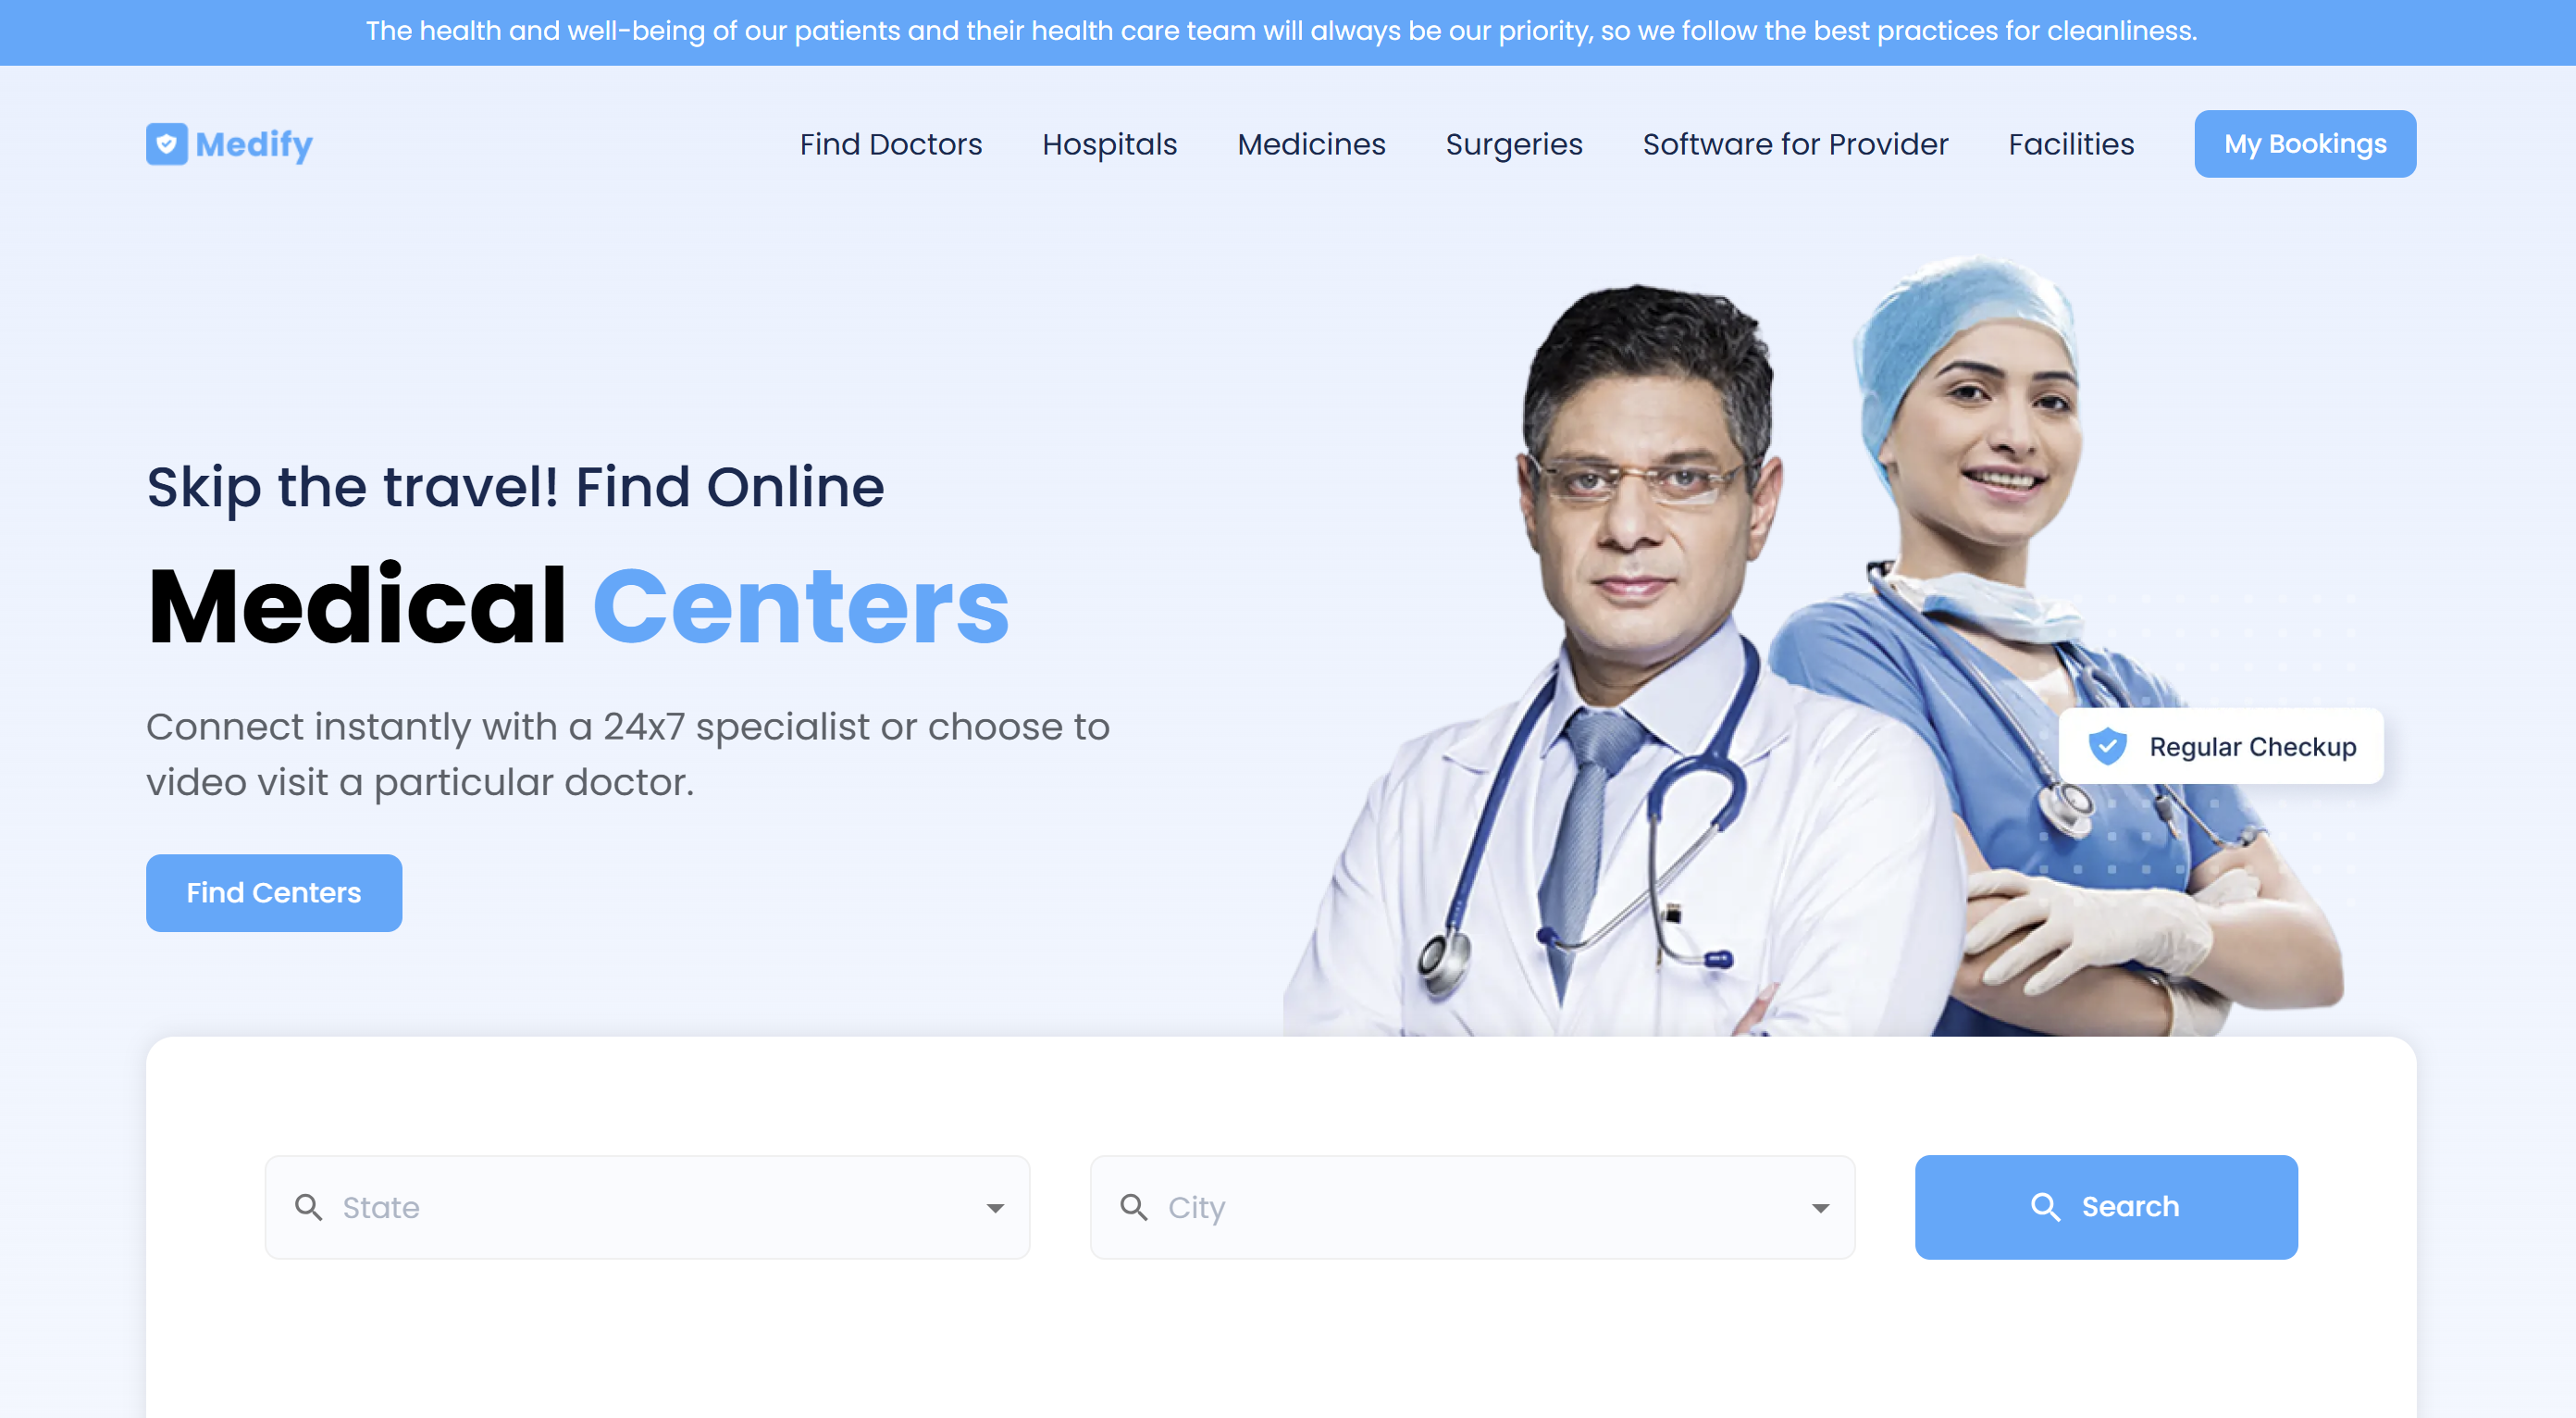 The health and well-being of our patients and their health care team will always be our priority, so we follow the best practices for cleanliness.
Medify
Find Doctors
Hospitals
Medicines
Surgeries
Software for Provider
Facilities
My Bookings
Skip the travel! Find Online
Medical Centers
Connect instantly with a 24x7 specialist or choose to
video visit a particular doctor.
Regular Checkup
Find Centers
State
City
Search